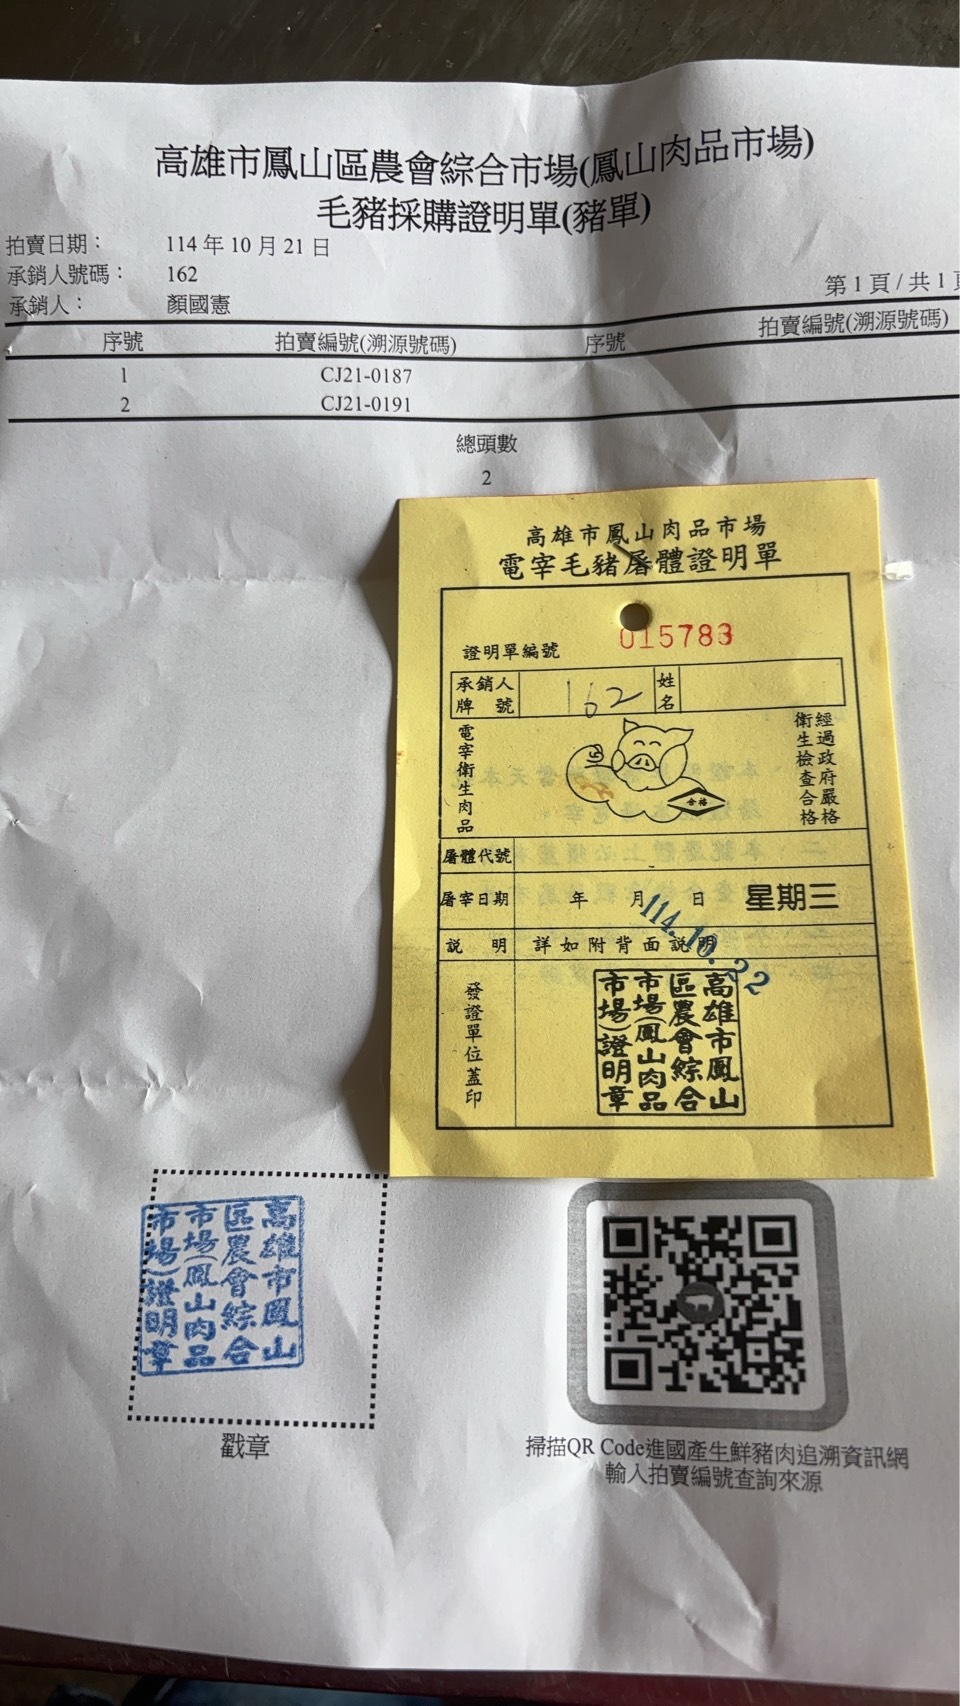 高雄市鳳山區農會綜合市場(鳳山肉品市場)
毛豬採購證明單(豬單)
拍賣日期： 114 年 10 月 21 日
承銷人號碼： 162
承銷人： 顏國憲
第 1 頁 / 共 1
序號 拍賣編號(溯源號碼) 序號 拍賣編號(溯源號碼)
1 CJ21-0187
2 CJ21-0191
總頭數
2
高雄市鳳山肉品市場
電宰毛豬屠體證明單
證明單編號 015783
承銷人牌號 162 姓名
電宰衛生肉品
合格
經過政府嚴格
衛生檢查合格
屠體代號
屠宰日期 年 月 日 星期三
114.10.22
說明 詳如附背面說明
發證單位蓋印
高雄市鳳山
區農會綜合
市場(鳳山肉品
市場)證明章
高雄市鳳山
區農會綜合
市場(鳳山肉品
市場)證明章
戳章
掃描QR Code進國產生鮮豬肉追溯資訊網
輸入拍賣編號查詢來源